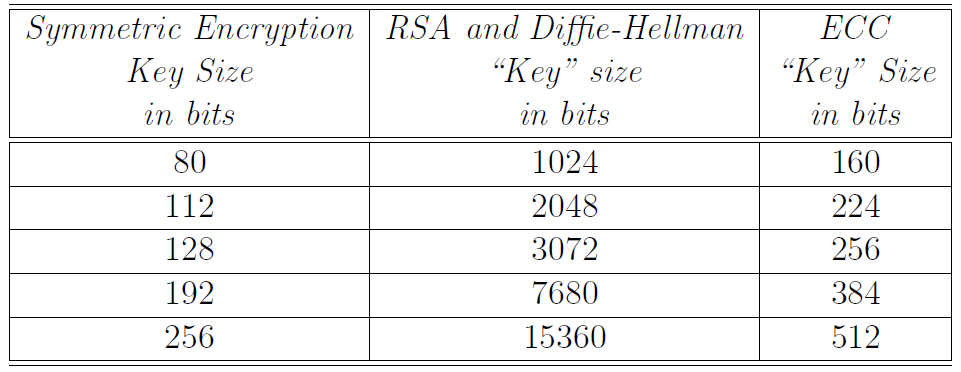 Symmetric Encryption RSA and Diffie-Hellman ECC
Key Size “Key” size “Key” Size
in bits in bits in bits
80 1024 160
112 2048 224
128 3072 256
192 7680 384
256 15360 512